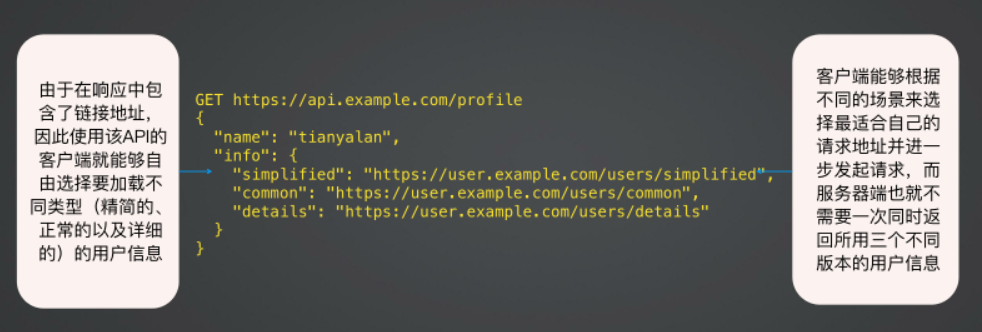 由于在响应中包
含了链接地址，
因此使用该API的
客户端就能够自
由选择要加载不
同类型（精简的、
正常的以及详细
的）的用户信息
GET https://api.example.com/profile
{
"name": "tianyalan",
"info": {
"simplified": "https://user.example.com/users/simplified",
"common": "https://user.example.com/users/common",
"details": "https://user.example.com/users/details"
}
}
客户端能够根据
不同的场景来选
择最适合自己的
请求地址并进一
步发起请求，而
服务器端也就不
需要一次同时返
回所用三个不同
版本的用户信息